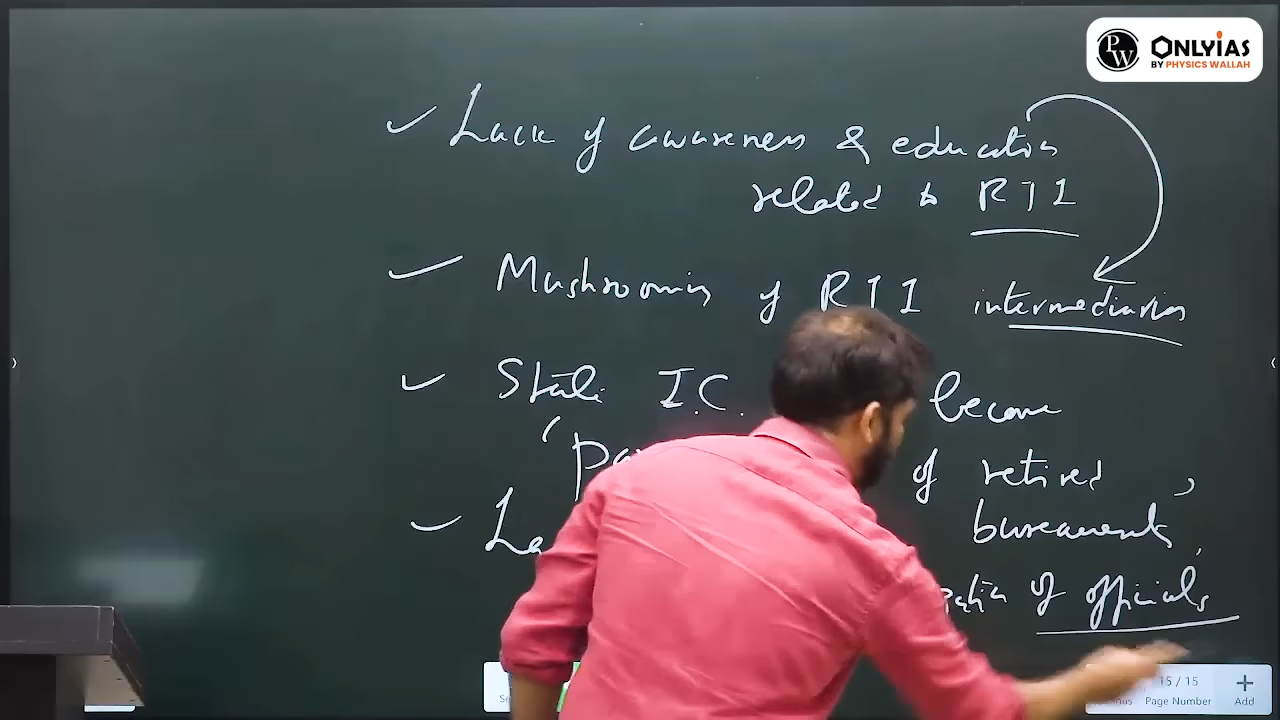 PW ONLYIAS
BY PHYSICS WALLAH
✓ Lack of awareness & education
related to RTI
✓ Mushrooming of RTI intermediaries
✓ State I.C. become
' of retired
bureaucrats '
✓ of officials
15 / 15
Page Number
Add